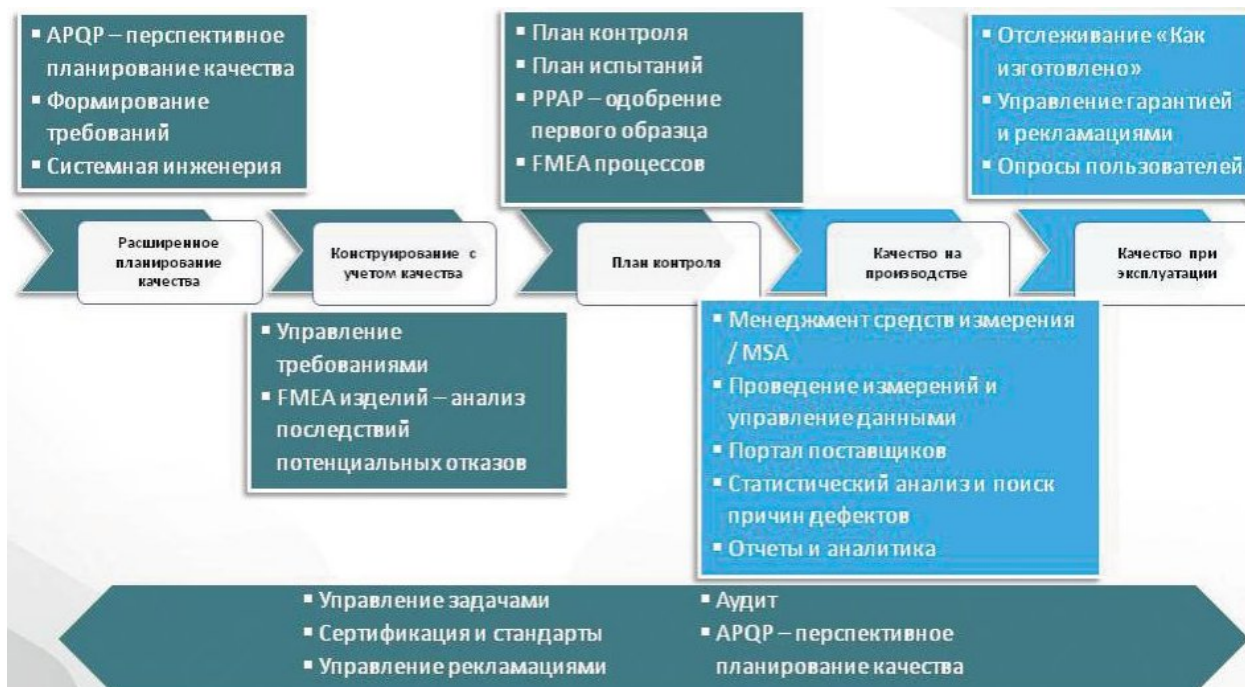 ▪ APQP – перспективное
планирование качества
▪ Формирование
требований
▪ Системная инженерия
▪ План контроля
▪ План испытаний
▪ PPAP – одобрение
первого образца
▪ FMEA процессов
▪ Отслеживание «Как
изготовлено»
▪ Управление гарантией
и рекламациями
▪ Опросы пользователей
Расширенное
планирование
качества
Конструирование с
учетом качества
План контроля
Качество на
производстве
Качество при
эксплуатации
▪ Управление
требованиями
▪ FMEA изделий – анализ
последствий
потенциальных отказов
▪ Менеджмент средств измерения
/ MSA
▪ Проведение измерений и
управление данными
▪ Портал поставщиков
▪ Статистический анализ и поиск
причин дефектов
▪ Отчеты и аналитика
▪ Управление задачами
▪ Сертификация и стандарты
▪ Управление рекламациями
▪ Аудит
▪ APQP – перспективное
планирование качества